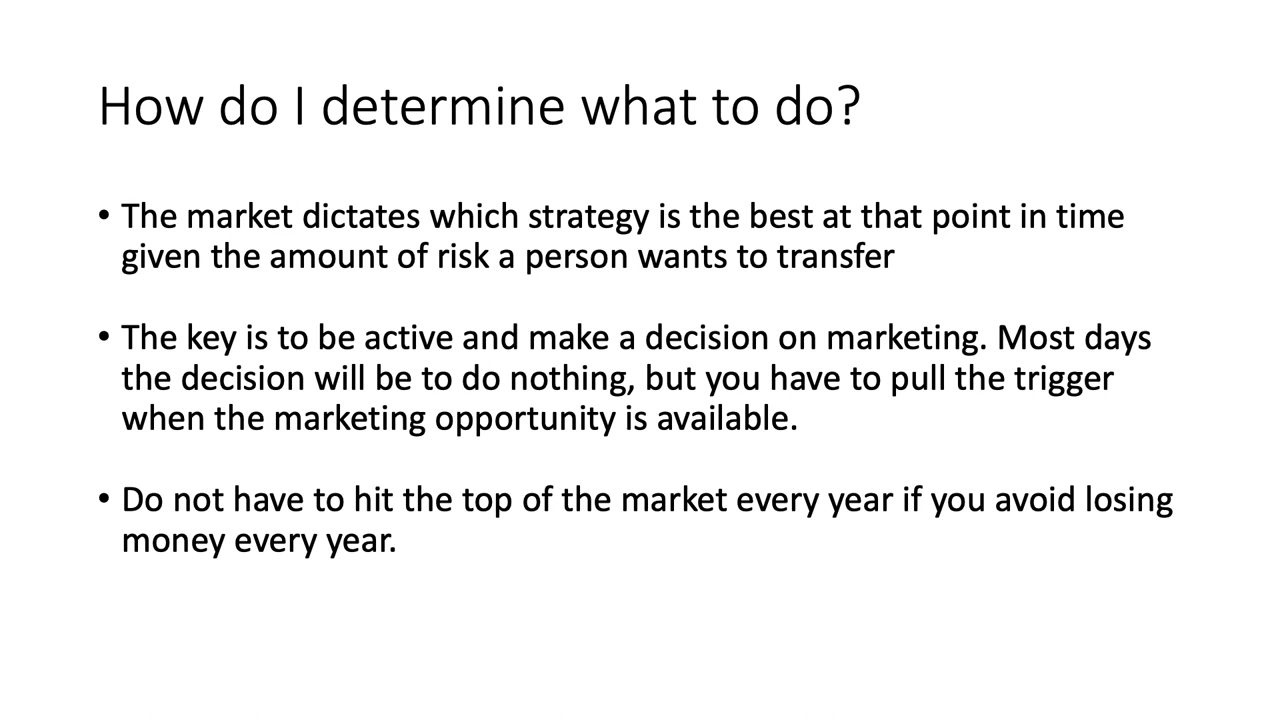 How do I determine what to do?
• The market dictates which strategy is the best at that point in time
given the amount of risk a person wants to transfer
• The key is to be active and make a decision on marketing. Most days
the decision will be to do nothing, but you have to pull the trigger
when the marketing opportunity is available.
• Do not have to hit the top of the market every year if you avoid losing
money every year.